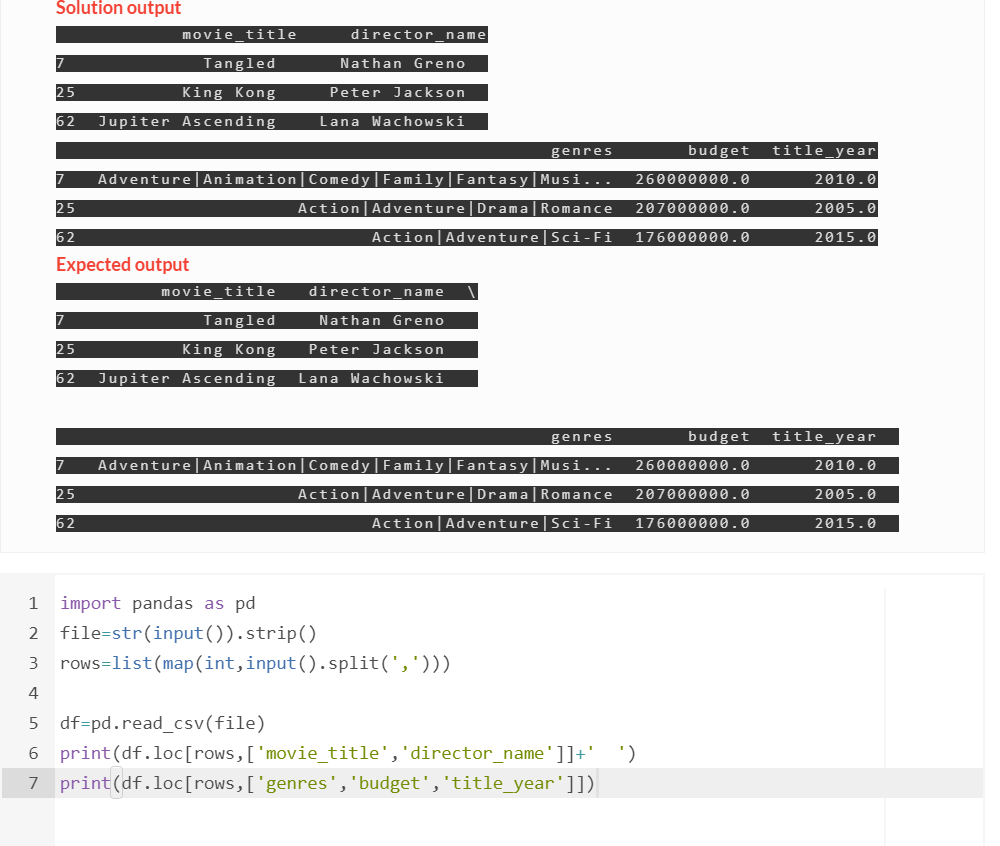 Solution output
           movie_title     director_name
7             Tangled      Nathan Greno
25          King Kong     Peter Jackson
62  Jupiter Ascending    Lana Wachowski
                                               genres       budget  title_year
7   Adventure|Animation|Comedy|Family|Fantasy|Musi...  260000000.0      2010.0
25                     Action|Adventure|Drama|Romance  207000000.0      2005.0
62                            Action|Adventure|Sci-Fi  176000000.0      2015.0
Expected output
          movie_title   director_name  \
7             Tangled    Nathan Greno
25          King Kong   Peter Jackson
62  Jupiter Ascending  Lana Wachowski
                                               genres       budget  title_year
7   Adventure|Animation|Comedy|Family|Fantasy|Musi...  260000000.0      2010.0
25                     Action|Adventure|Drama|Romance  207000000.0      2005.0
62                            Action|Adventure|Sci-Fi  176000000.0      2015.0
1 import pandas as pd
2 file=str(input()).strip()
3 rows=list(map(int,input().split(',')))
4
5 df=pd.read_csv(file)
6 print(df.loc[rows,['movie_title','director_name']]+'  ')
7 print(df.loc[rows,['genres','budget','title_year']])